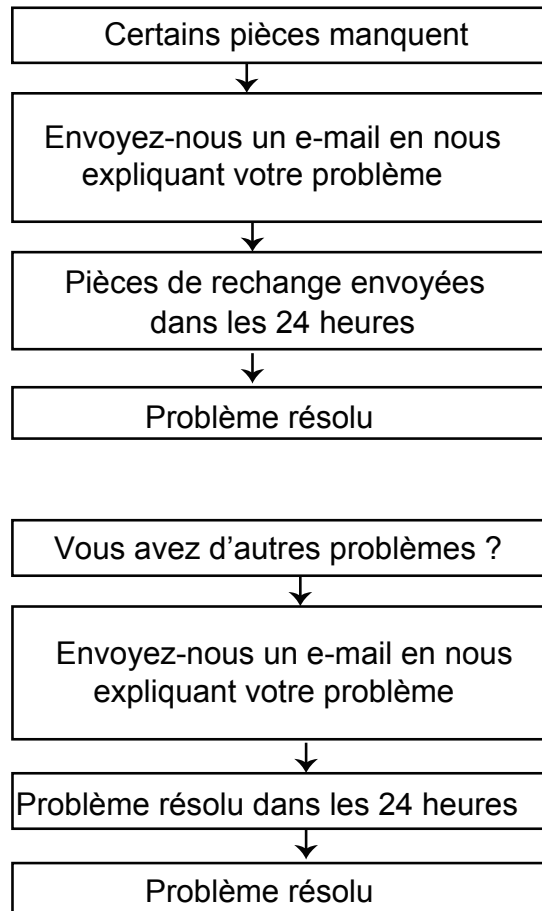 Certains pièces manquent
Envoyez-nous un e-mail en nous
expliquant votre problème
Pièces de rechange envoyées
dans les 24 heures
Problème résolu
Vous avez d’autres problèmes ?
Envoyez-nous un e-mail en nous
expliquant votre problème
Problème résolu dans les 24 heures
Problème résolu